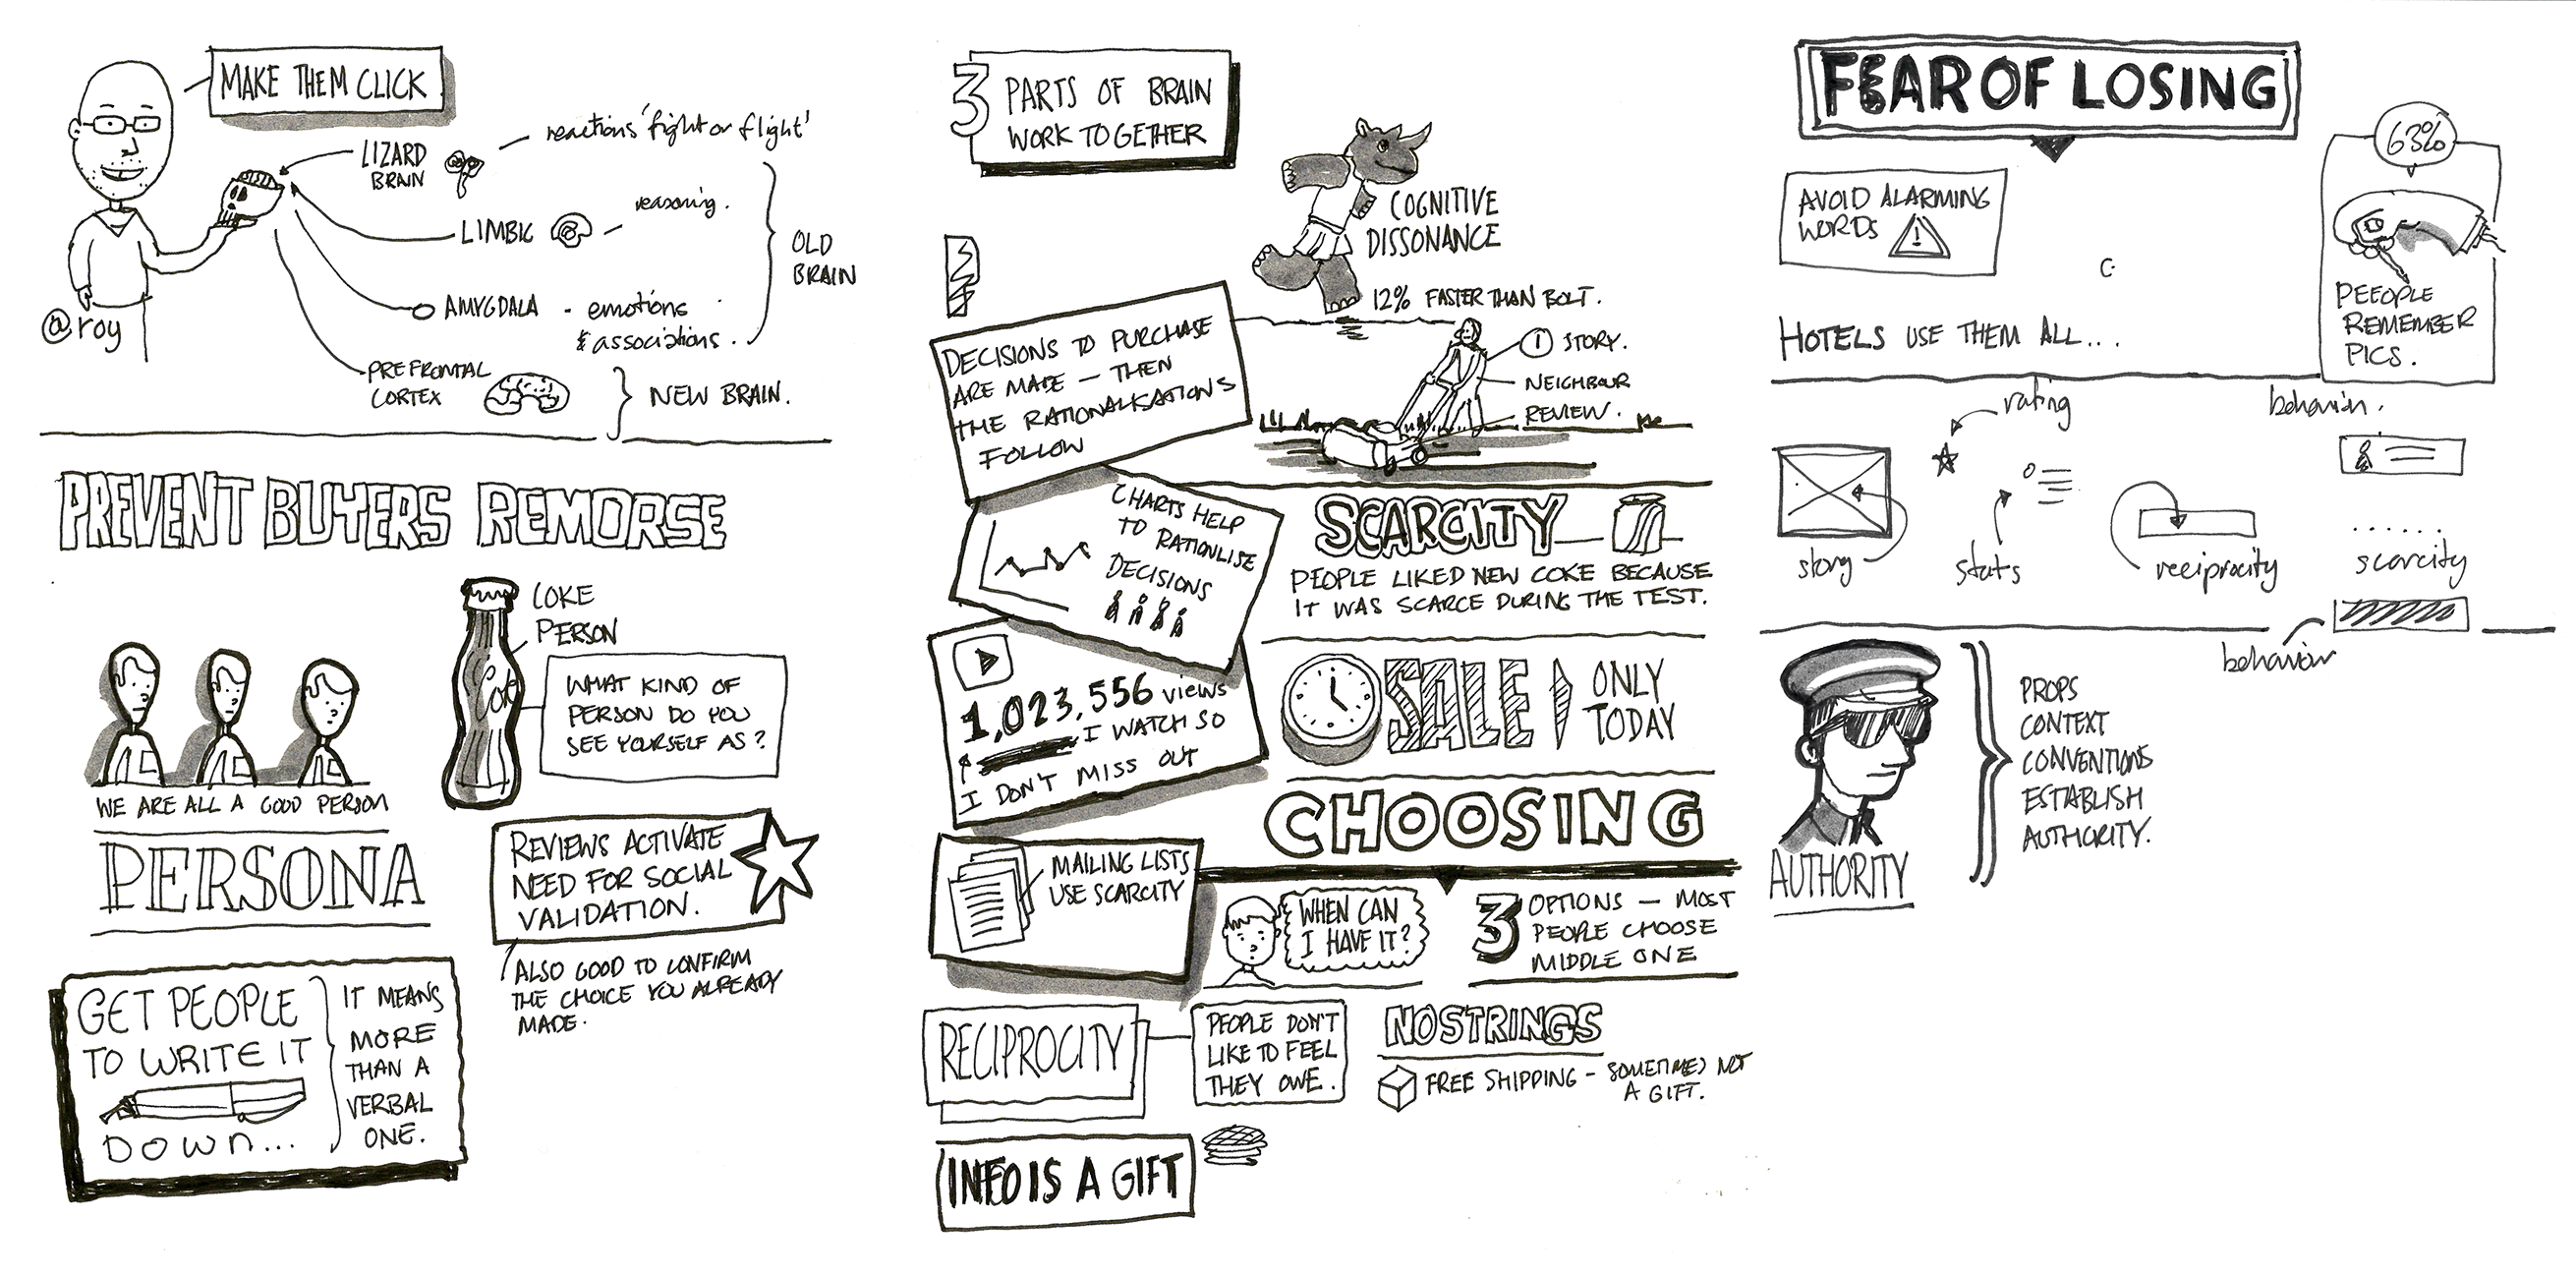 MAKE THEM CLICK
@roy
LIZARD
BRAIN
reactions 'fight or flight'
LIMBIC
reasoning.
AMYGDALA - emotions
& associations.
OLD
BRAIN
PREFRONTAL
CORTEX
NEW BRAIN.
PREVENT BUYERS REMORSE
WE ARE ALL A GOOD PERSON
PERSONA
COKE
PERSON
Coke
WHAT KIND OF
PERSON DO YOU
SEE YOURSELF AS?
REVIEWS ACTIVATE
NEED FOR SOCIAL
VALIDATION.
ALSO GOOD TO CONFIRM
THE CHOICE YOU ALREADY
MADE.
GET PEOPLE
TO WRITE IT
DOWN...
IT MEANS
MORE
THAN A
VERBAL
ONE.
3 PARTS OF BRAIN
WORK TOGETHER
COGNITIVE
DISSONANCE
12% FASTER THAN BOLT.
DECISIONS TO PURCHASE
ARE MADE — THEN
THE RATIONALISATIONS
FOLLOW
1 STORY.
NEIGHBOUR
REVIEW.
CHARTS HELP
TO RATIONLISE
DECISIONS
1,023,556 views
I WATCH SO
I DON'T MISS OUT
SCARCITY
PEOPLE LIKED NEW COKE BECAUSE
IT WAS SCARCE DURING THE TEST.
SALE!
ONLY
TODAY
CHOOSING
MAILING LISTS
USE SCARCITY
WHEN CAN
I HAVE IT?
3 OPTIONS — MOST
PEOPLE CHOOSE
MIDDLE ONE
RECIPROCITY
PEOPLE DON'T
LIKE TO FEEL
THEY OWE.
NO STRINGS
FREE SHIPPING - SOMETIMES NOT
A GIFT.
INFO IS A GIFT
FEAR OF LOSING
AVOID ALARMING
WORDS
!
63%
PEEOPLE
REMEMBER
PICS.
HOTELS USE THEM ALL...
rating
behavior.
story
stats
reciprocity
scarcity
behavior
AUTHORITY
PROPS
CONTEXT
CONVENTIONS
ESTABLISH
AUTHORITY.